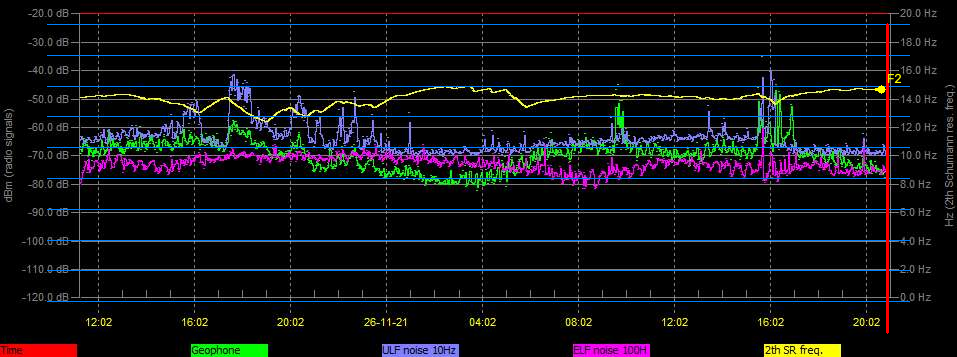 -20.0 dB 20.0 Hz
-30.0 dB 18.0 Hz
-40.0 dB 16.0 Hz
F2
-50.0 dB 14.0 Hz
-60.0 dB 12.0 Hz
-70.0 dB 10.0 Hz
-80.0 dB 8.0 Hz
-90.0 dB 6.0 Hz
-100.0 dB 4.0 Hz
-110.0 dB 2.0 Hz
-120.0 dB 0.0 Hz
dBm (radio signals)
Hz (2th Schumann res. freq.)
12:02 16:02 20:02 26-11-21 04:02 08:02 12:02 16:02 20:02
Time Geophone ULF noise 10Hz ELF noise 100H 2th SR freq.